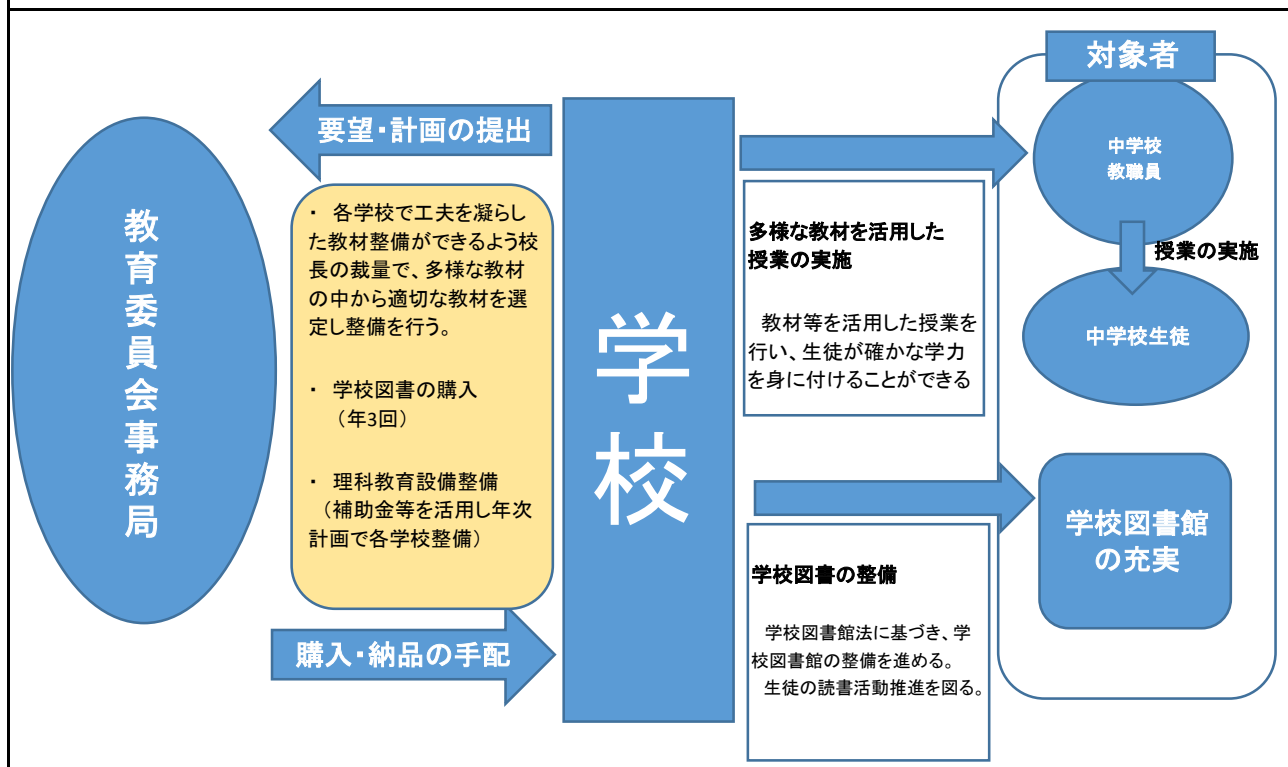 教育委員会事務局
要望・計画の提出
・ 各学校で工夫を凝らし
た教材整備ができるよう校
長の裁量で、多様な教材
の中から適切な教材を選
定し整備を行う。
・ 学校図書の購入
（年3回）
・ 理科教育設備整備
（補助金等を活用し年次
計画で各学校整備）
購入・納品の手配
学校
多様な教材を活用した
授業の実施
教材等を活用した授業を
行い、生徒が確かな学力
を身に付けることができる
学校図書の整備
学校図書館法に基づき、学
校図書館の整備を進める。
生徒の読書活動推進を図る。
対象者
中学校
教職員
授業の実施
中学校生徒
学校図書館
の充実